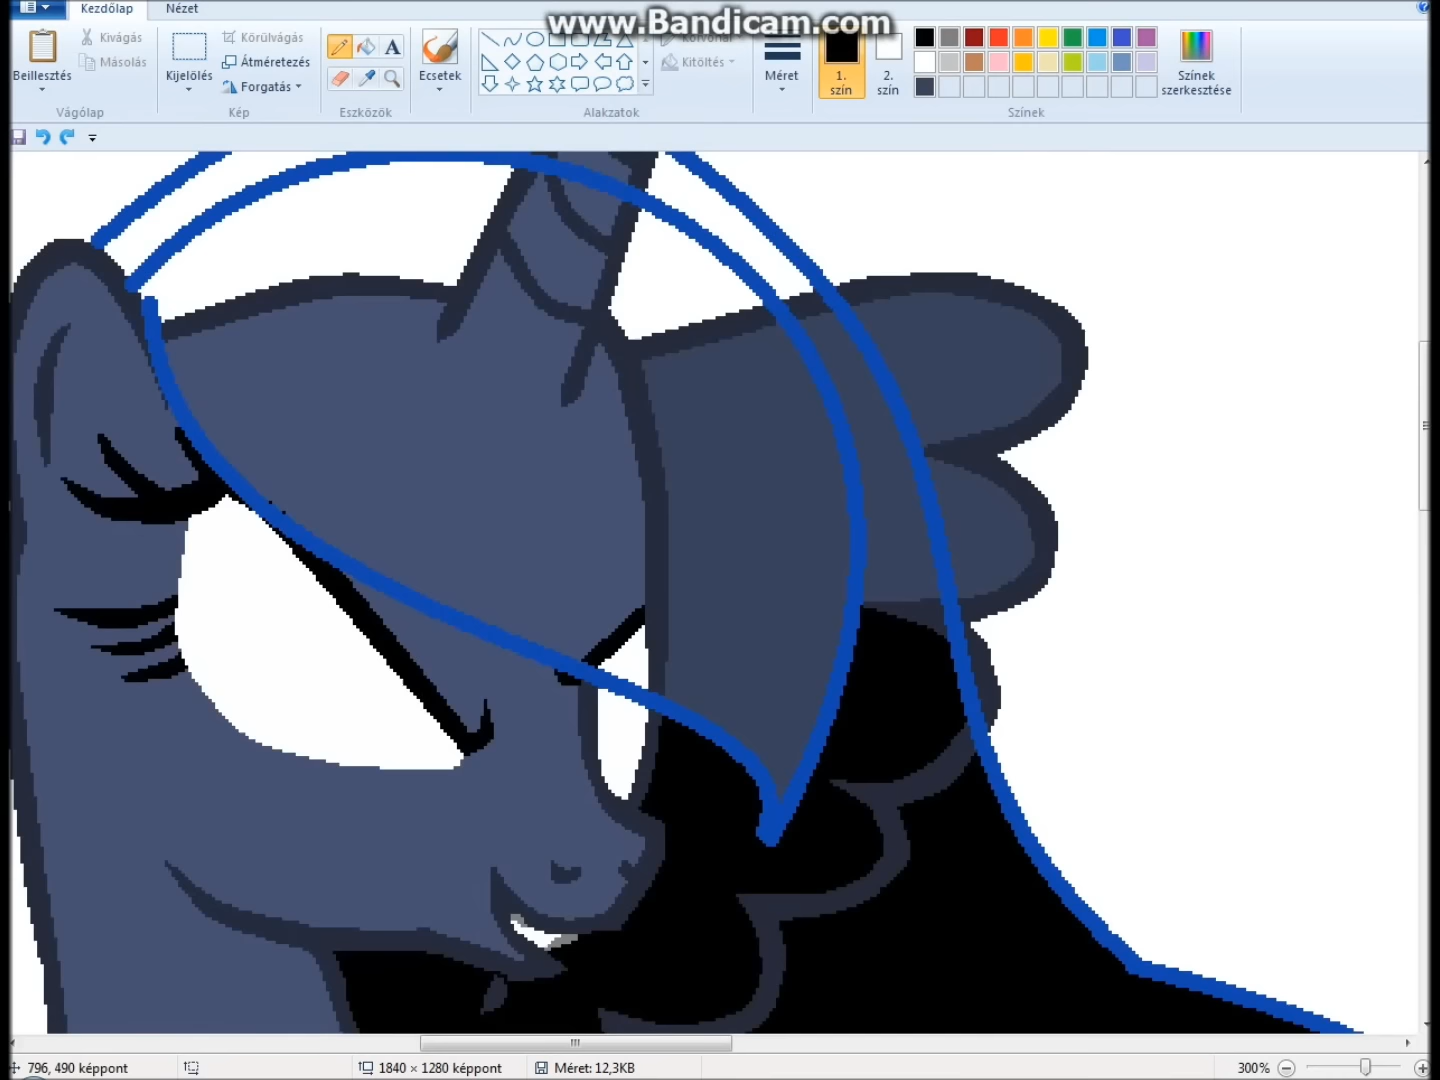 Kezdőlap Nézet
www.Bandicam.com
Beillesztés
Kivágás
Másolás
Vágólap
Kijelölés
Körülvágás
Átméretezés
Forgatás
Kép
A
Eszközök
Ecsetek
Kitöltés
Alakzatok
Méret
1. szín
2. szín
Színek szerkesztése
Színek
796, 490 képpont
1840 × 1280 képpont
Méret: 12,3KB
300%